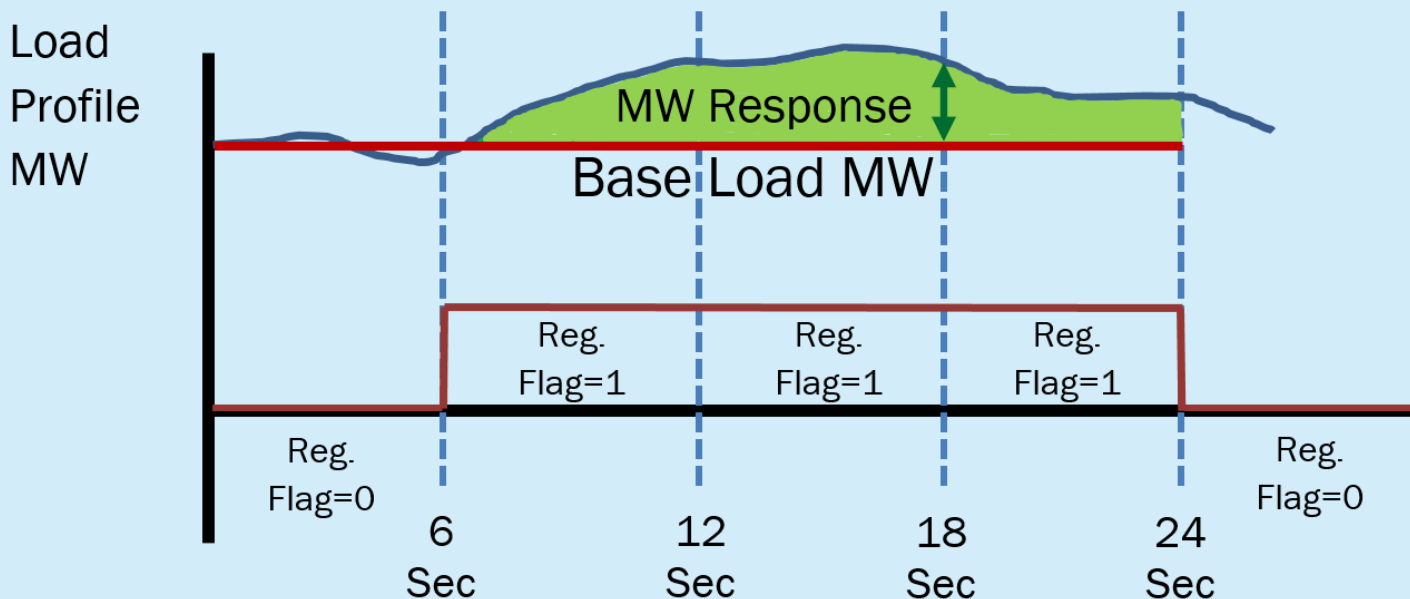 Load
Profile
MW
MW Response
Base Load MW
Reg.
Flag=1
Reg.
Flag=1
Reg.
Flag=1
Reg.
Flag=0
Reg.
Flag=0
6
Sec
12
Sec
18
Sec
24
Sec